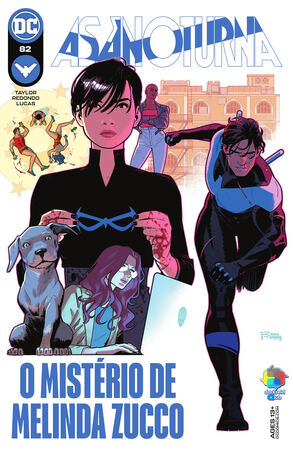 DC
82
TAYLOR
REDONDO
LUCAS
ASA NOTURNA
O MISTÉRIO DE
MELINDA ZUCCO
AGES 13+